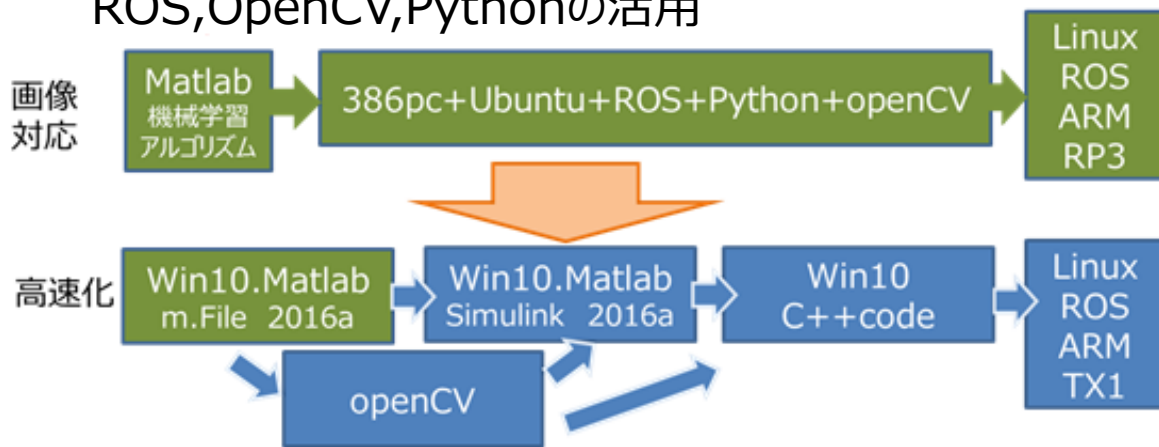 ROS,OpenCV,Pythonの活用
画像
対応
Matlab
機械学習
アルゴリズム
386pc+Ubuntu+ROS+Python+openCV
Linux
ROS
ARM
RP3
高速化
Win10.Matlab
m.File 2016a
Win10.Matlab
Simulink 2016a
Win10
C++code
Linux
ROS
ARM
TX1
openCV